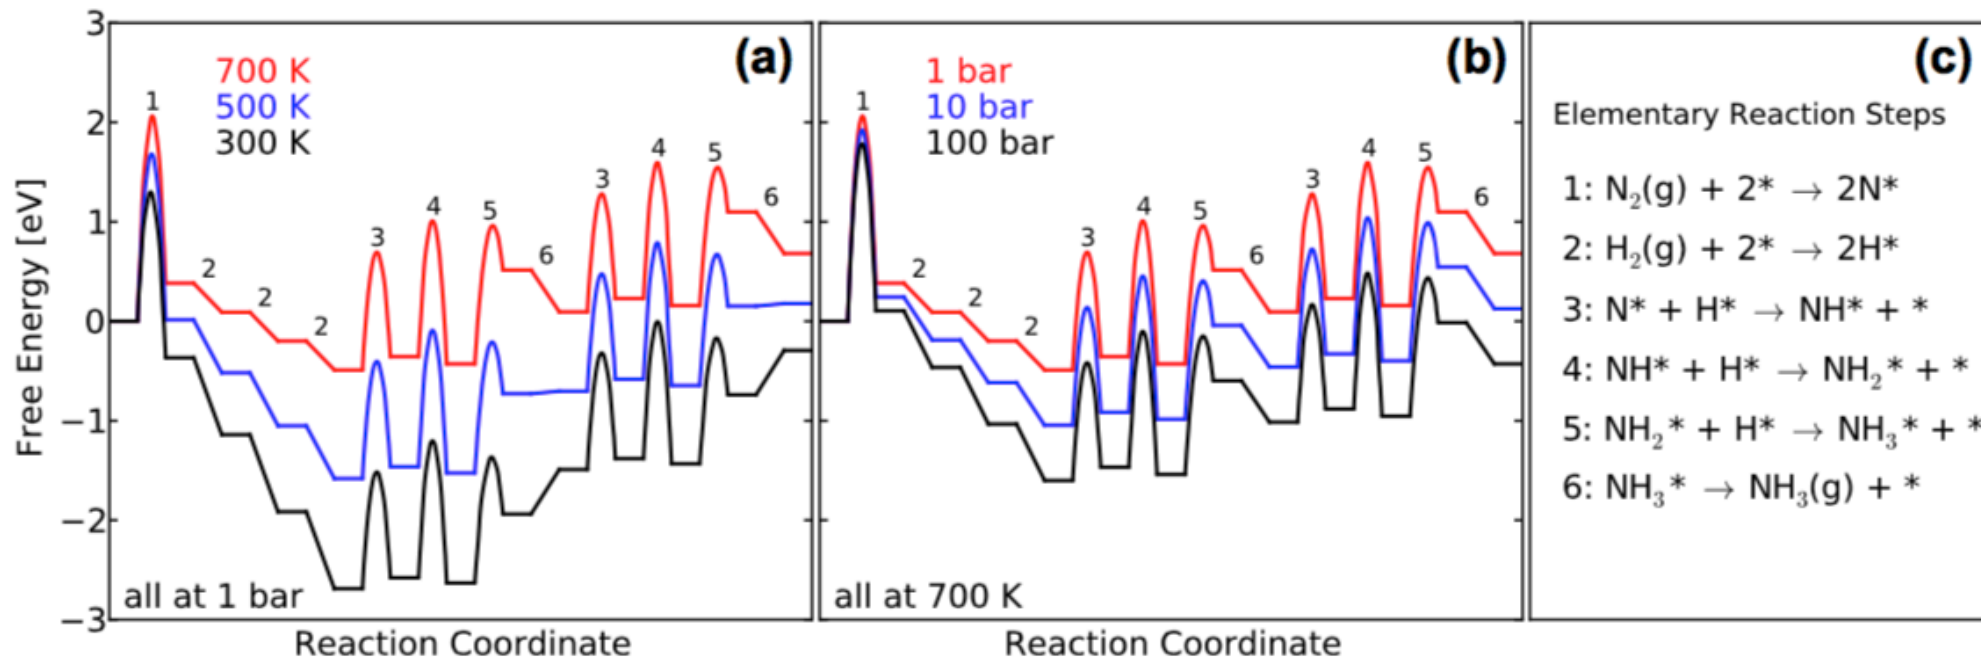 (a)
700 K
500 K
300 K
3
2
1
0
−1
−2
−3
Free Energy [eV]
1
2
2
2
3
4
5
6
3
4
5
6
all at 1 bar
Reaction Coordinate
(b)
1 bar
10 bar
100 bar
1
2
2
2
3
4
5
6
3
4
5
6
all at 700 K
Reaction Coordinate
(c)
Elementary Reaction Steps
1: N₂(g) + 2* → 2N*
2: H₂(g) + 2* → 2H*
3: N* + H* → NH* + *
4: NH* + H* → NH₂* + *
5: NH₂* + H* → NH₃* + *
6: NH₃* → NH₃(g) + *